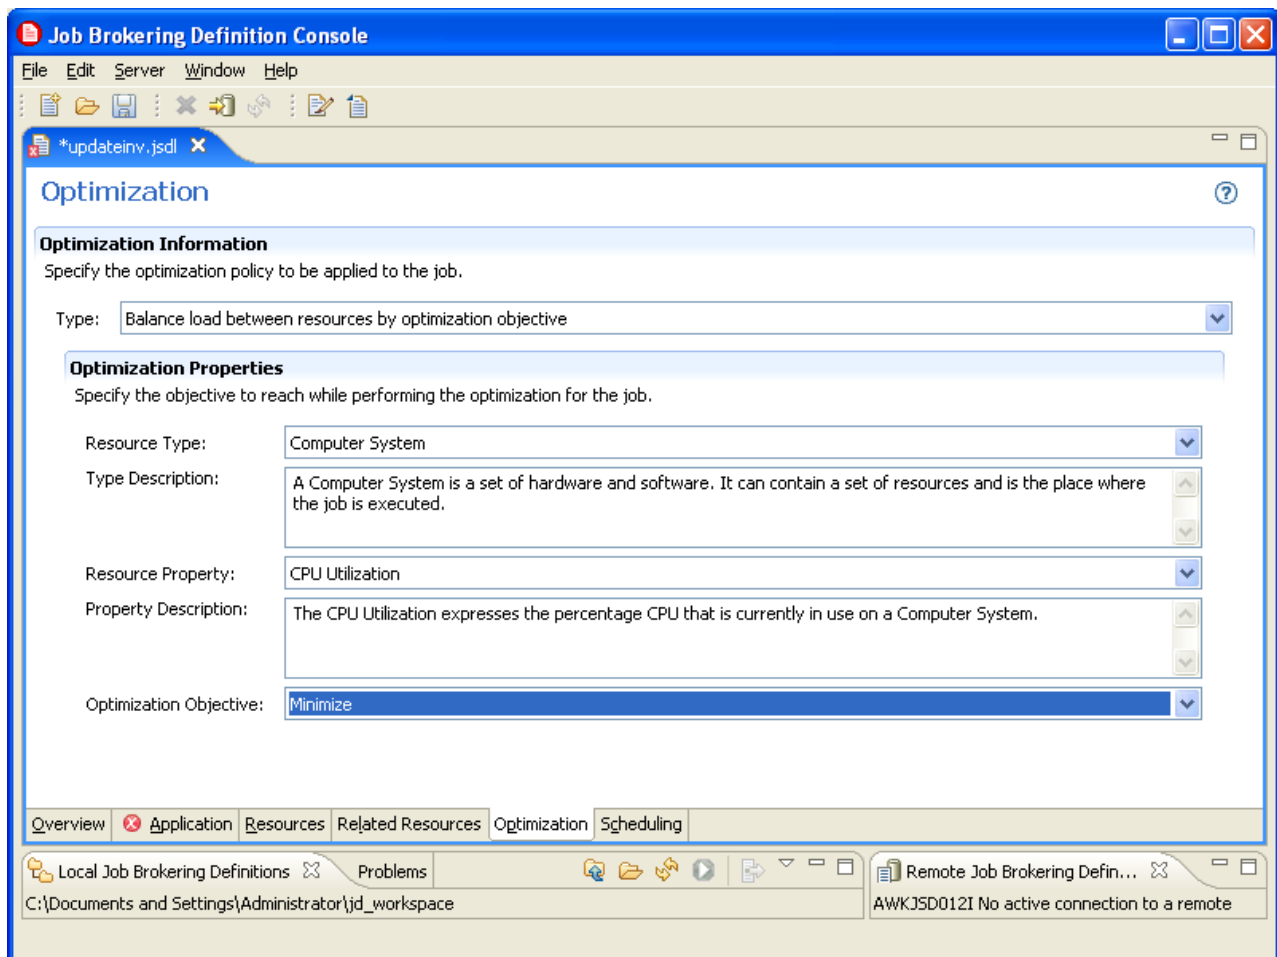 Job Brokering Definition Console
File Edit Server Window Help
*updateinv.jsdl
Optimization
Optimization Information
Specify the optimization policy to be applied to the job.
Type: Balance load between resources by optimization objective
Optimization Properties
Specify the objective to reach while performing the optimization for the job.
Resource Type: Computer System
Type Description: A Computer System is a set of hardware and software. It can contain a set of resources and is the place where
the job is executed.
Resource Property: CPU Utilization
Property Description: The CPU Utilization expresses the percentage CPU that is currently in use on a Computer System.
Optimization Objective: Minimize
Overview Application Resources Related Resources Optimization Scheduling
Local Job Brokering Definitions Problems Remote Job Brokering Defin...
C:\Documents and Settings\Administrator\jd_workspace AWKJSD012I No active connection to a remote